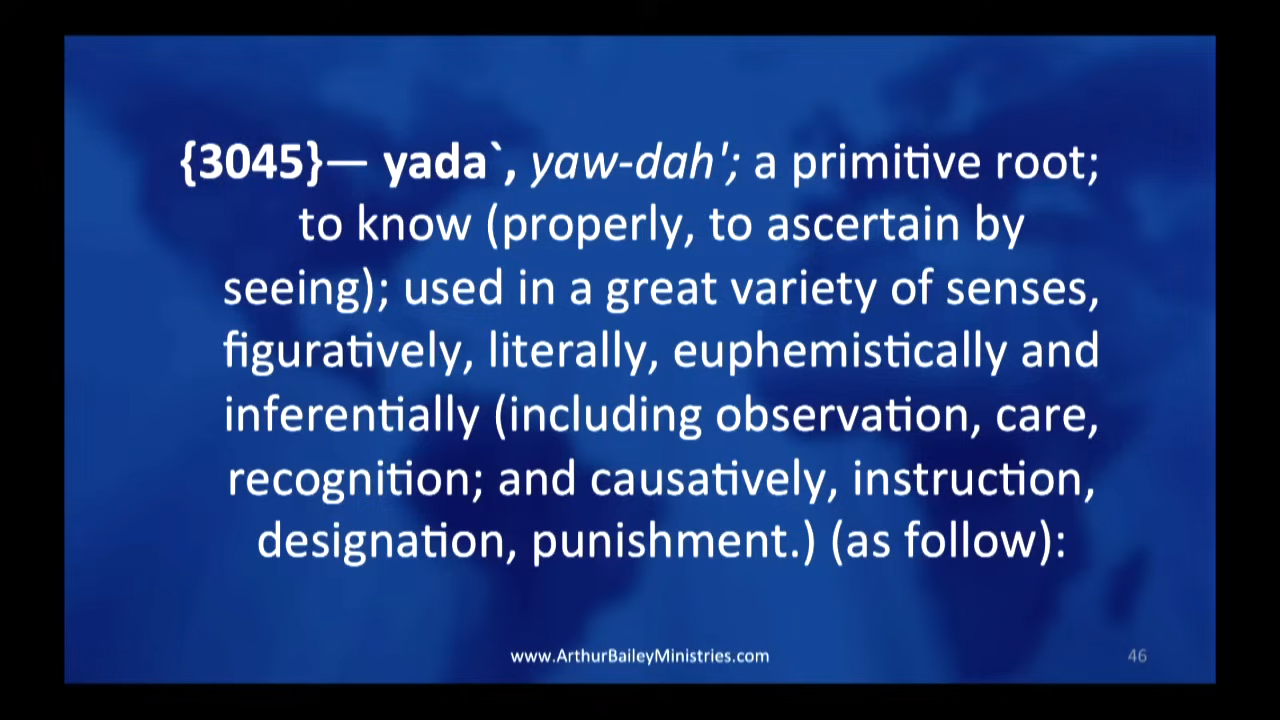 {3045}— yada`, yaw-dah'; a primitive root;
to know (properly, to ascertain by
seeing); used in a great variety of senses,
figuratively, literally, euphemistically and
inferentially (including observation, care,
recognition; and causatively, instruction,
designation, punishment.) (as follow):
www.ArthurBaileyMinistries.com
46